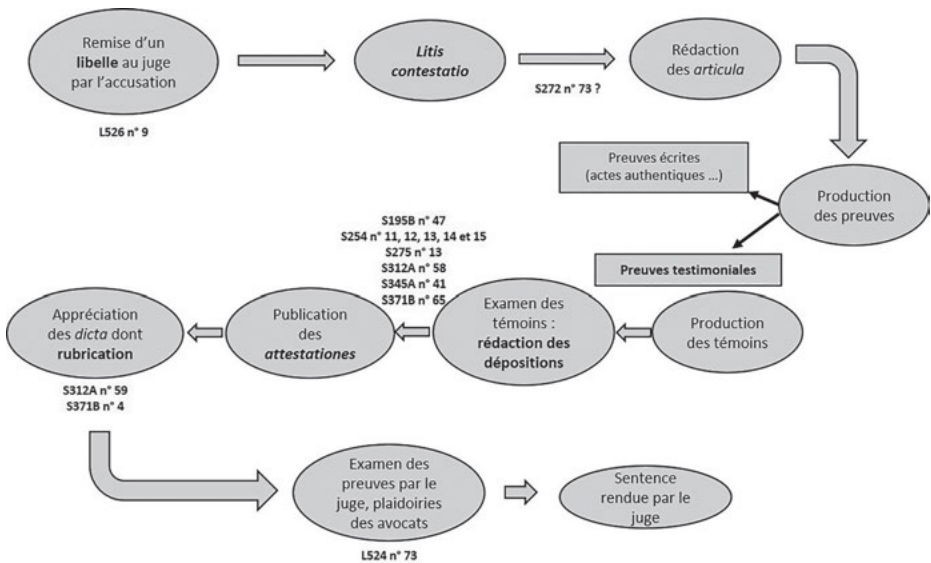 Remise d'un
libelle au juge
par l'accusation
L526 n° 9
Litis
contestatio
S272 n° 73 ?
Rédaction
des articula
Production
des preuves
Preuves écrites
(actes authentiques ...)
Preuves testimoniales
Production
des témoins
Examen des
témoins :
rédaction des
dépositions
S195B n° 47
S254 n° 11, 12, 13, 14 et 15
S275 n° 13
S312A n° 58
S345A n° 41
S371B n° 65
Publication
des
attestationes
Appréciation
des dicta dont
rubrication
S312A n° 59
S371B n° 4
Examen des
preuves par le
juge, plaidoiries
des avocats
L524 n° 73
Sentence
rendue par le
juge